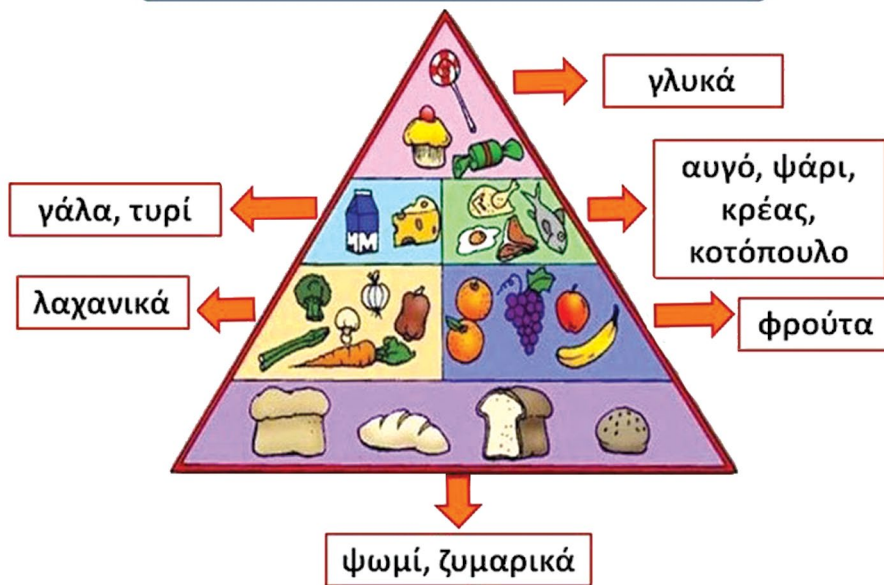 γλυκά
γάλα, τυρί
αυγό, ψάρι,
κρέας,
κοτόπουλο
λαχανικά
φρούτα
ψωμί, ζυμαρικά